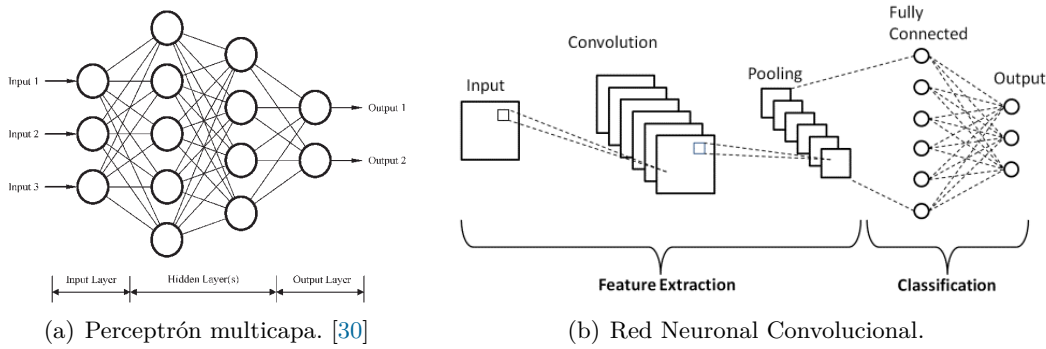 Input 1
Input 2
Input 3
Output 1
Output 2
Input Layer
Hidden Layer(s)
Output Layer
(a) Perceptrón multicapa. [30]
Input
Convolution
Pooling
Fully
Connected
Output
Feature Extraction
Classification
(b) Red Neuronal Convolucional.